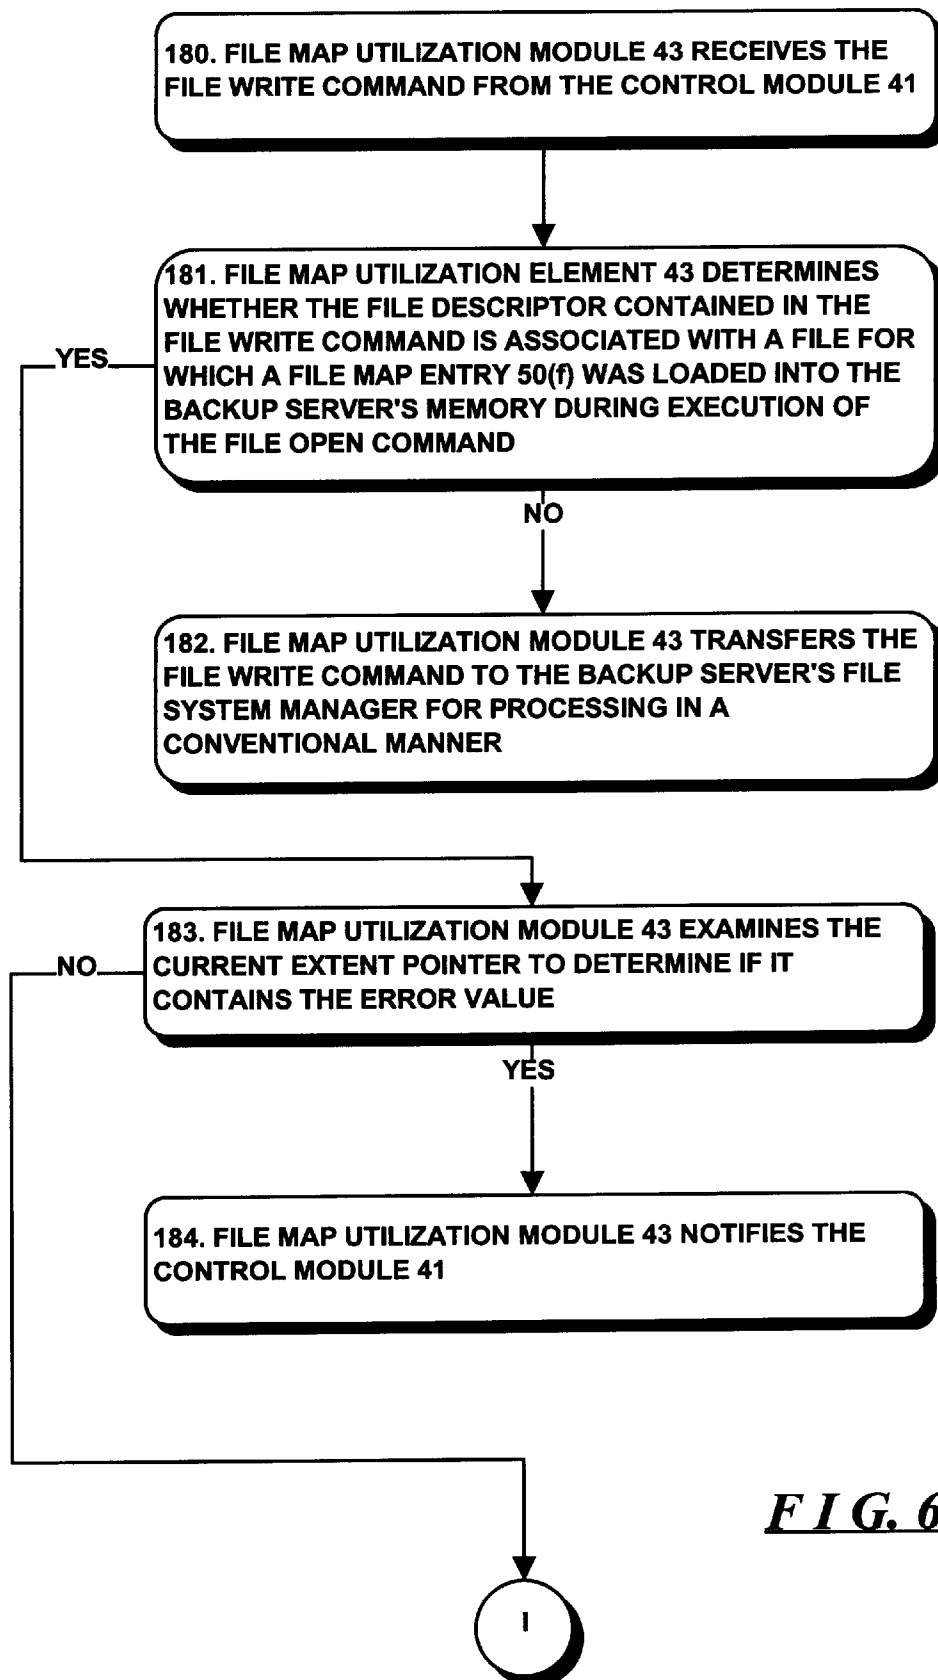 180. FILE MAP UTILIZATION MODULE 43 RECEIVES THE
FILE WRITE COMMAND FROM THE CONTROL MODULE 41
181. FILE MAP UTILIZATION ELEMENT 43 DETERMINES
WHETHER THE FILE DESCRIPTOR CONTAINED IN THE
FILE WRITE COMMAND IS ASSOCIATED WITH A FILE FOR
WHICH A FILE MAP ENTRY 50(f) WAS LOADED INTO THE
BACKUP SERVER'S MEMORY DURING EXECUTION OF
THE FILE OPEN COMMAND
YES
NO
182. FILE MAP UTILIZATION MODULE 43 TRANSFERS THE
FILE WRITE COMMAND TO THE BACKUP SERVER'S FILE
SYSTEM MANAGER FOR PROCESSING IN A
CONVENTIONAL MANNER
183. FILE MAP UTILIZATION MODULE 43 EXAMINES THE
CURRENT EXTENT POINTER TO DETERMINE IF IT
CONTAINS THE ERROR VALUE
NO
YES
184. FILE MAP UTILIZATION MODULE 43 NOTIFIES THE
CONTROL MODULE 41
F I G. 6
I